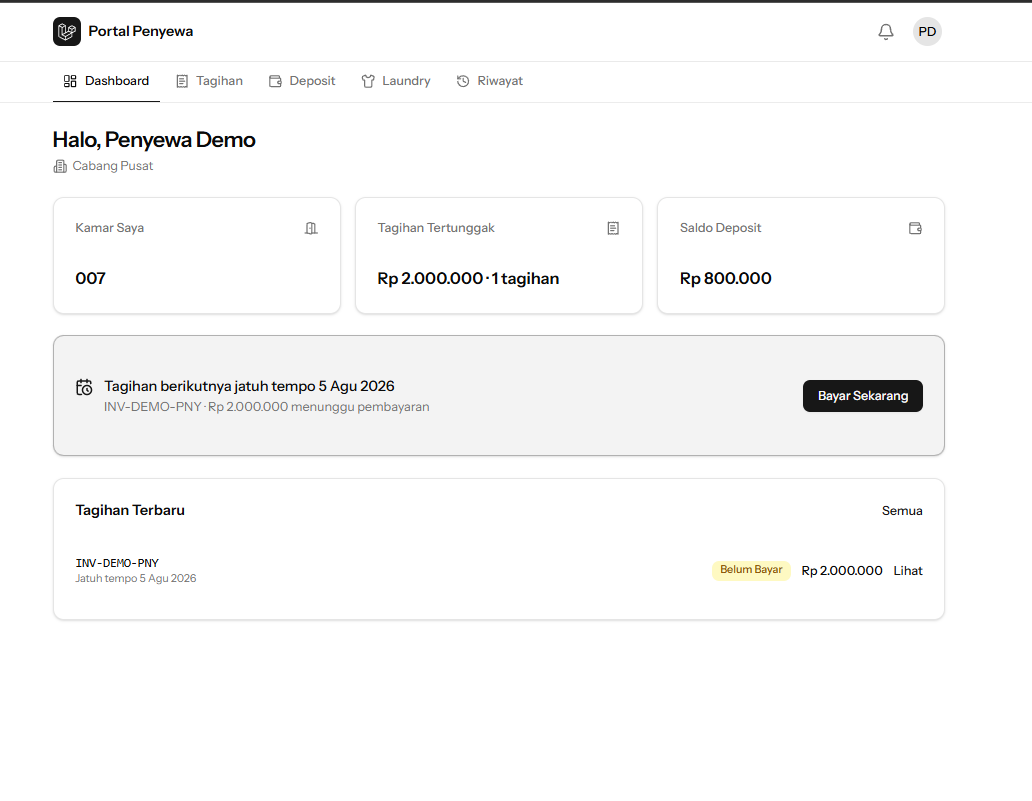 Portal Penyewa
PD
Dashboard Tagihan Deposit Laundry Riwayat
Halo, Penyewa Demo
Cabang Pusat
Kamar Saya
007
Tagihan Tertunggak
Rp 2.000.000 · 1 tagihan
Saldo Deposit
Rp 800.000
Tagihan berikutnya jatuh tempo 5 Agu 2026
INV-DEMO-PNY · Rp 2.000.000 menunggu pembayaran
Bayar Sekarang
Tagihan Terbaru
Semua
INV-DEMO-PNY
Jatuh tempo 5 Agu 2026
Belum Bayar Rp 2.000.000 Lihat